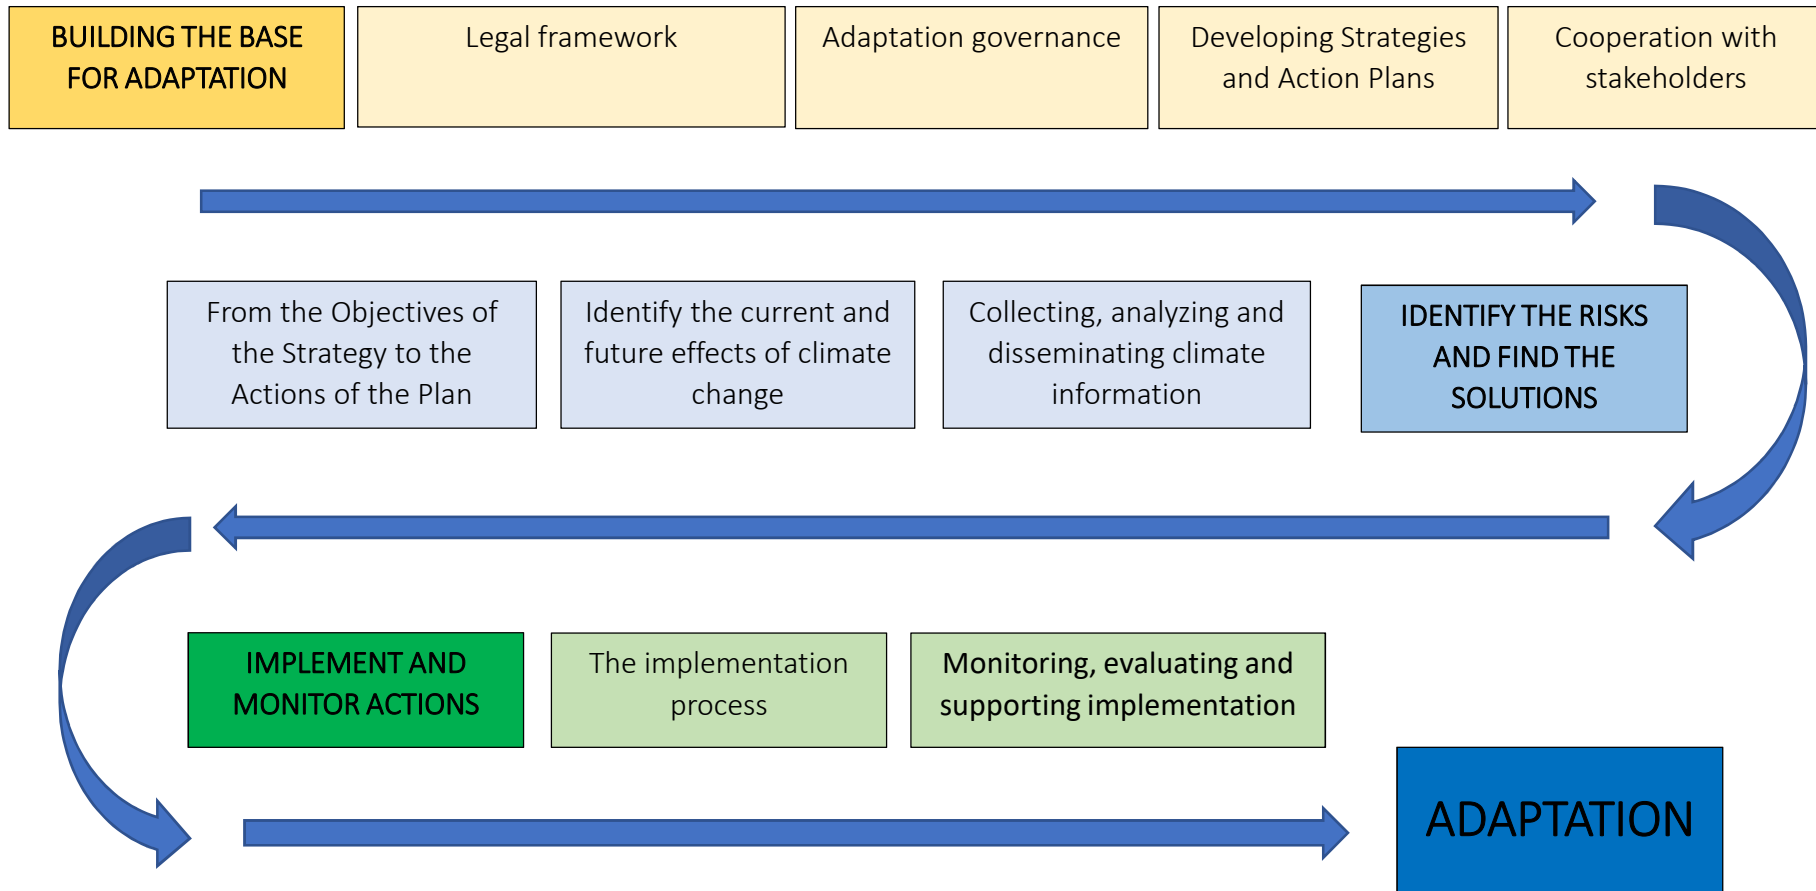 BUILDING THE BASE
FOR ADAPTATION
Legal framework
Adaptation governance
Developing Strategies
and Action Plans
Cooperation with
stakeholders
From the Objectives of
the Strategy to the
Actions of the Plan
Identify the current and
future effects of climate
change
Collecting, analyzing and
disseminating climate
information
IDENTIFY THE RISKS
AND FIND THE
SOLUTIONS
IMPLEMENT AND
MONITOR ACTIONS
The implementation
process
Monitoring, evaluating and
supporting implementation
ADAPTATION